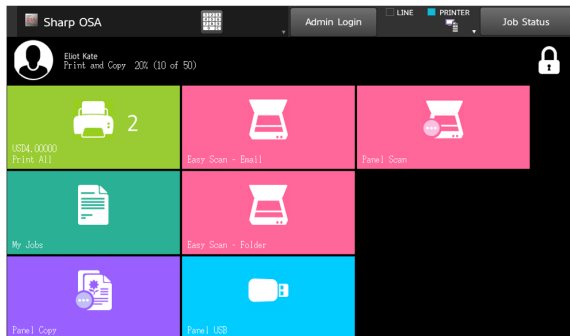 Sharp OSA
Admin Login
LINE
PRINTER
Job Status
Eliot Kate
Print and Copy 20% (10 of 50)
2
USD4.00000
Print All
Easy Scan - Email
Panel Scan
My Jobs
Easy Scan - Folder
Panel Copy
Panel USB